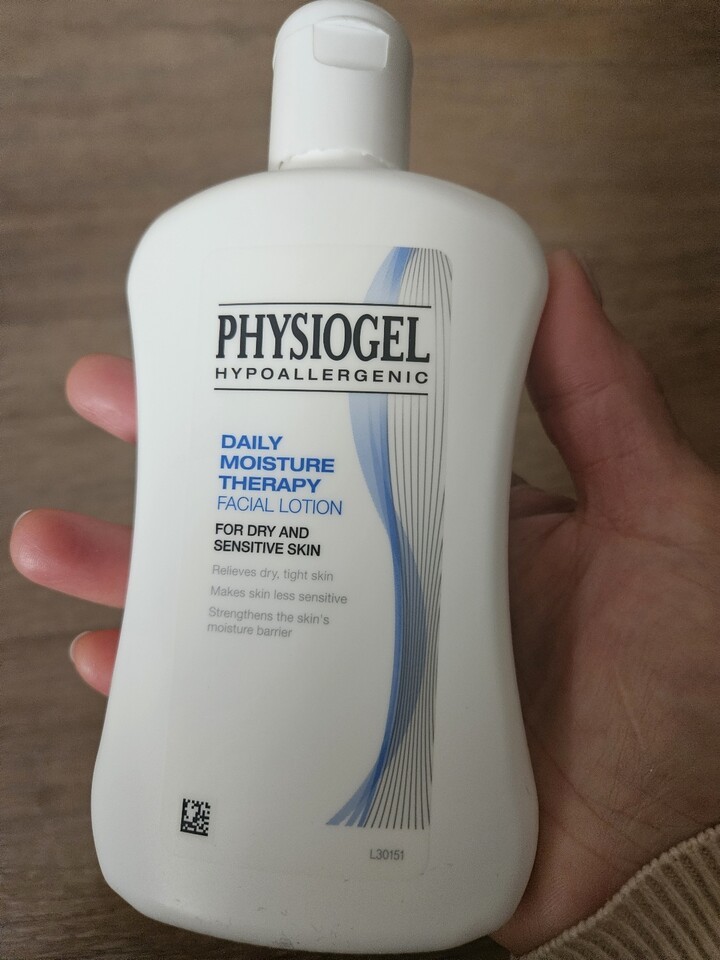 PHYSIOGEL
HYPOALLERGENIC
DAILY
MOISTURE
THERAPY
FACIAL LOTION
FOR DRY AND
SENSITIVE SKIN
Relieves dry, tight skin
Makes skin less sensitive
Strengthens the skin's
moisture barrier
L30151